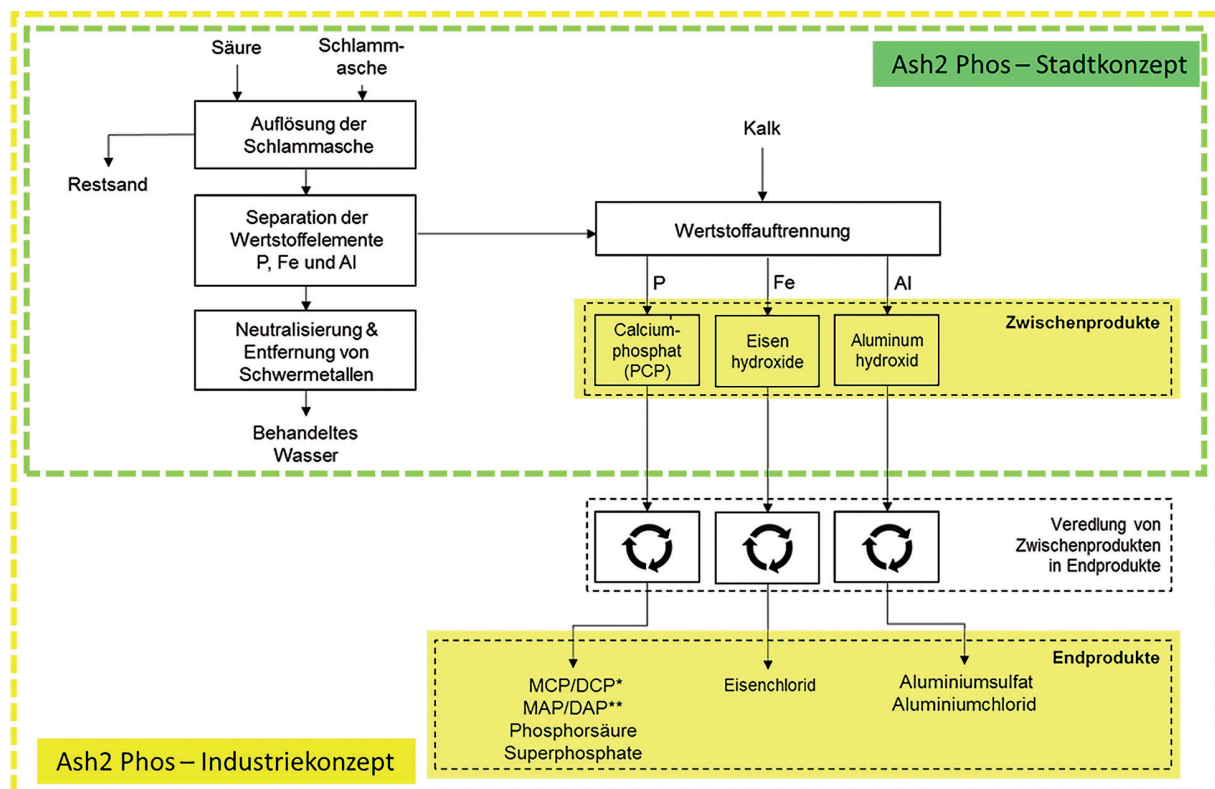 Ash2 Phos – Stadtkonzept
Säure
Schlamm-
asche
Auflösung der
Schlammasche
Restsand
Kalk
Separation der
Wertstoffelemente
P, Fe und Al
Wertstoffauftrennung
P
Fe
Al
Neutralisierung &
Entfernung von
Schwermetallen
Zwischenprodukte
Calcium-
phosphat
(PCP)
Eisen
hydroxide
Aluminum
hydroxid
Behandeltes
Wasser
Veredlung von
Zwischenprodukten
in Endprodukte
Endprodukte
MCP/DCP*
MAP/DAP**
Phosphorsäure
Superphosphate
Eisenchlorid
Aluminiumsulfat
Aluminiumchlorid
Ash2 Phos – Industriekonzept